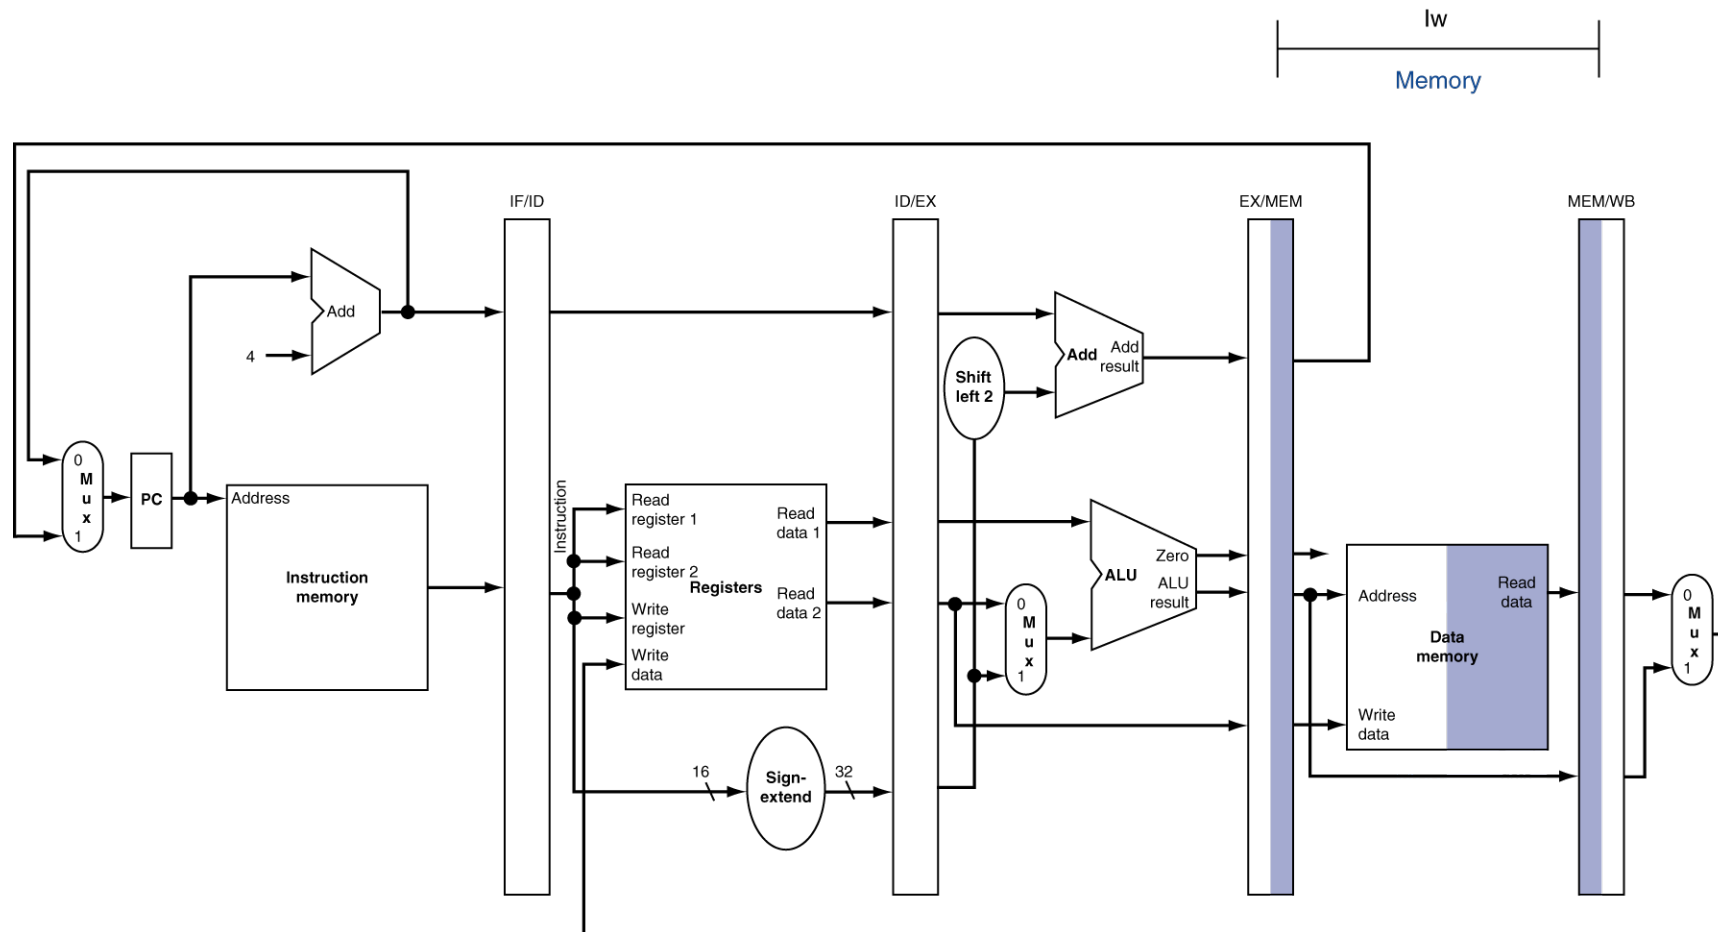 lw
Memory
IF/ID
ID/EX
EX/MEM
MEM/WB
Add
4
Add
Add
result
Shift
left 2
0
M
u
x
1
PC
Address
Instruction
memory
Instruction
Read
register 1
Read
register 2
Registers
Write
register
Write
data
Read
data 1
Read
data 2
16
Sign-
extend
32
0
M
u
x
1
Zero
ALU
ALU
result
Address
Read
data
Data
memory
Write
data
0
M
u
x
1